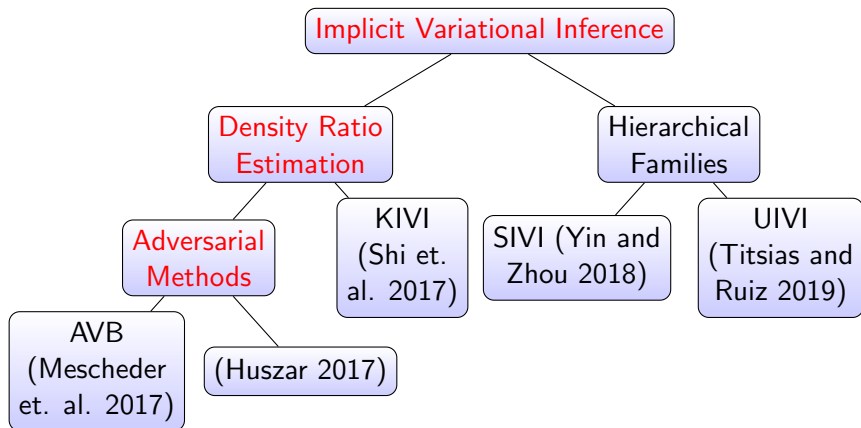 Implicit Variational Inference
Density Ratio
Estimation
Hierarchical
Families
Adversarial
Methods
KIVI
(Shi et.
al. 2017)
SIVI (Yin and
Zhou 2018)
UIVI
(Titsias and
Ruiz 2019)
AVB
(Mescheder
et. al. 2017)
(Huszar 2017)